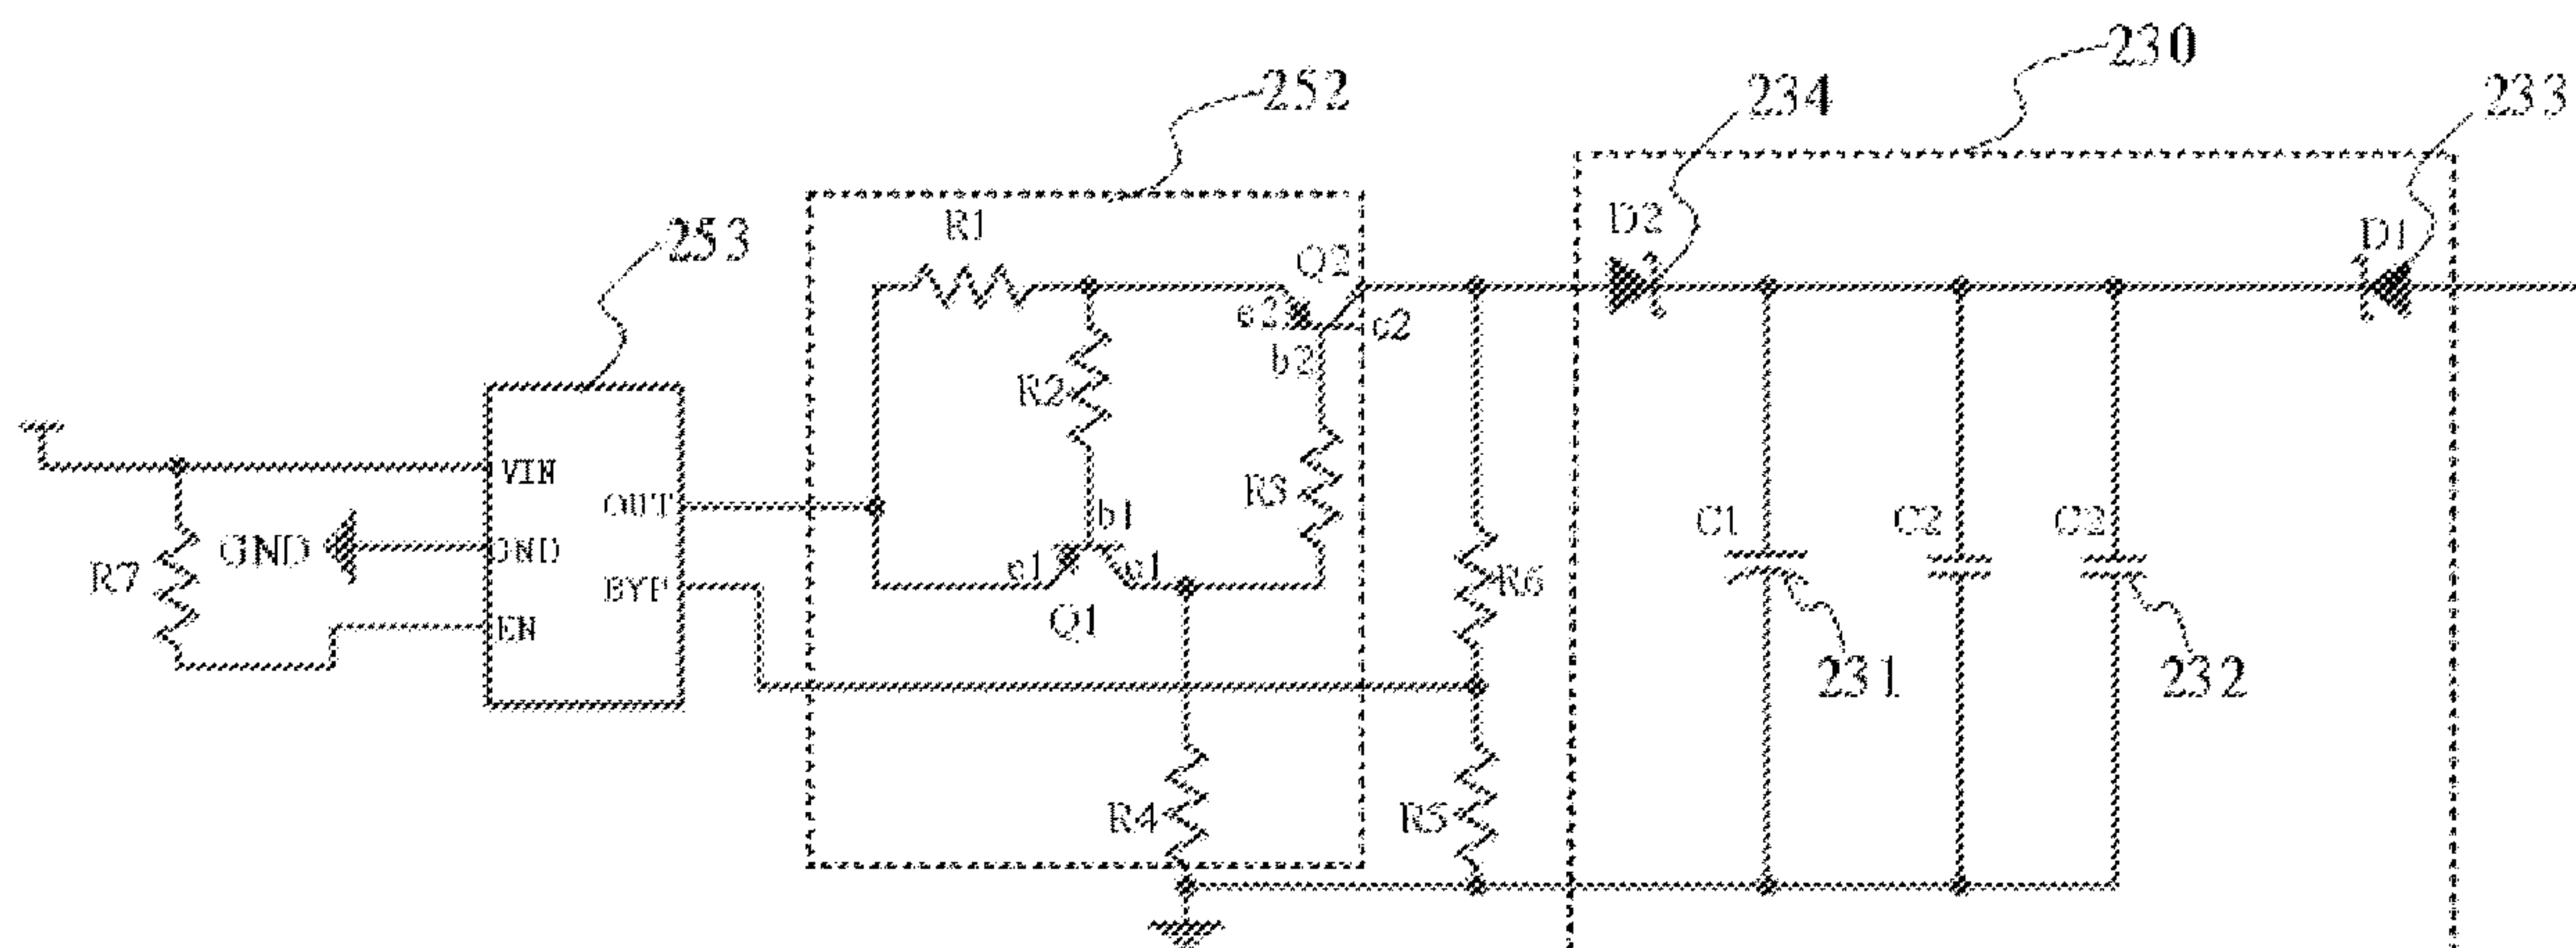 230
252
234
233
R1
D2
253
Q2
D1
e2
c2
b2
R2
VIN
R3
OUT
b1
C1
C2
C2
GND
GND
R7
BYP
e1
c1
R6
EN
Q1
231
232
R4
R5